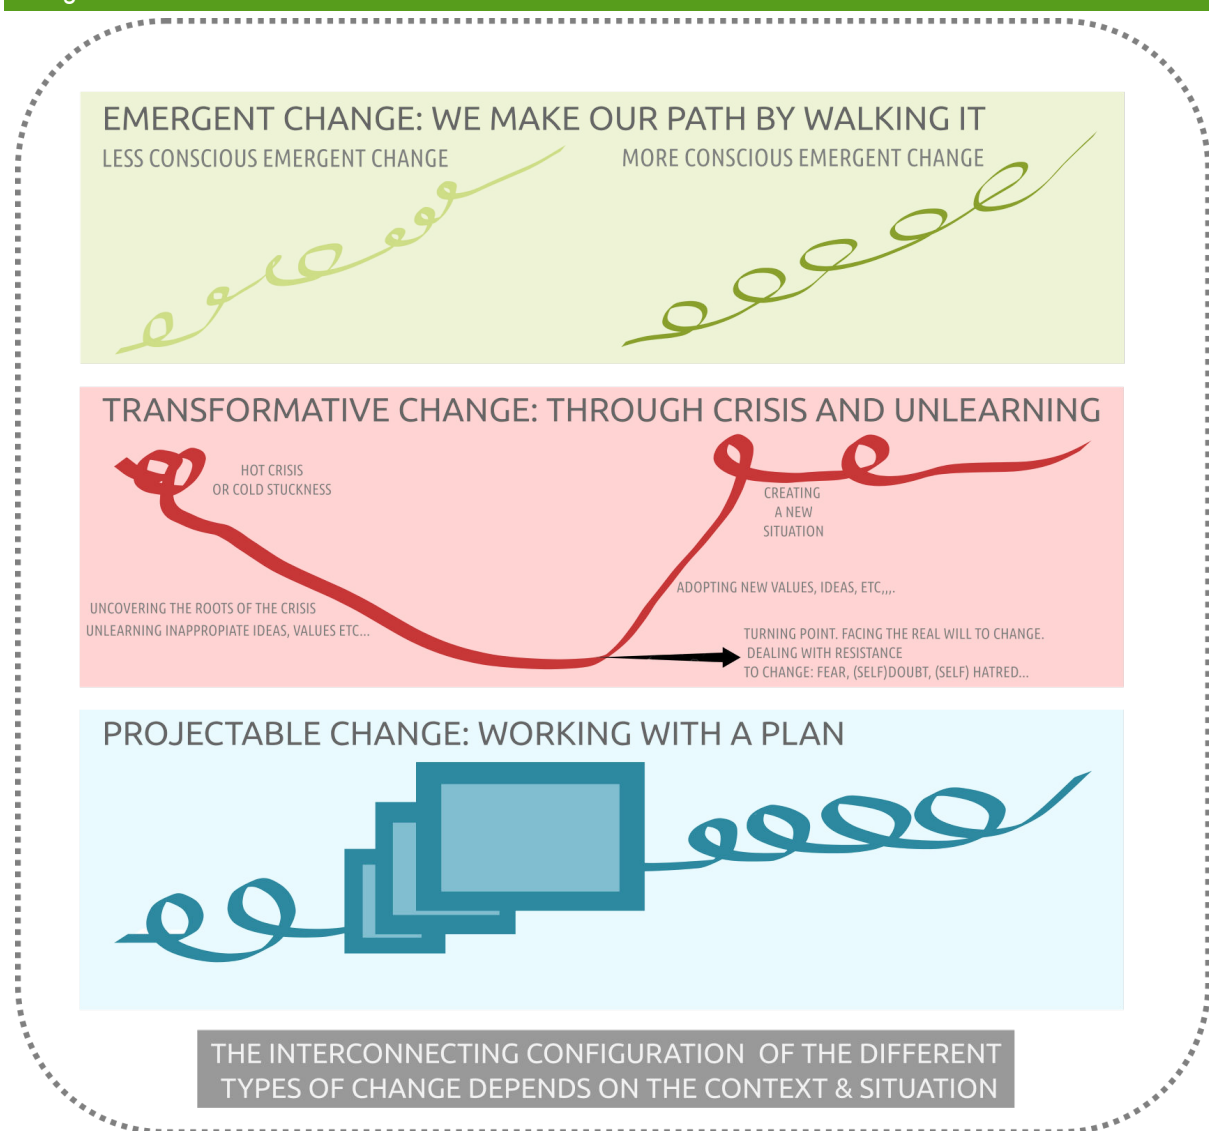 EMERGENT CHANGE: WE MAKE OUR PATH BY WALKING IT
LESS CONSCIOUS EMERGENT CHANGE
MORE CONSCIOUS EMERGENT CHANGE
TRANSFORMATIVE CHANGE: THROUGH CRISIS AND UNLEARNING
HOT CRISIS
OR COLD STUCKNESS
CREATING
A NEW
SITUATION
ADOPTING NEW VALUES, IDEAS, ETC,,,.
UNCOVERING THE ROOTS OF THE CRISIS
UNLEARNING INAPPROPIATE IDEAS, VALUES ETC...
TURNING POINT. FACING THE REAL WILL TO CHANGE.
DEALING WITH RESISTANCE
TO CHANGE: FEAR, (SELF)DOUBT, (SELF) HATRED...
PROJECTABLE CHANGE: WORKING WITH A PLAN
THE INTERCONNECTING CONFIGURATION OF THE DIFFERENT
TYPES OF CHANGE DEPENDS ON THE CONTEXT & SITUATION